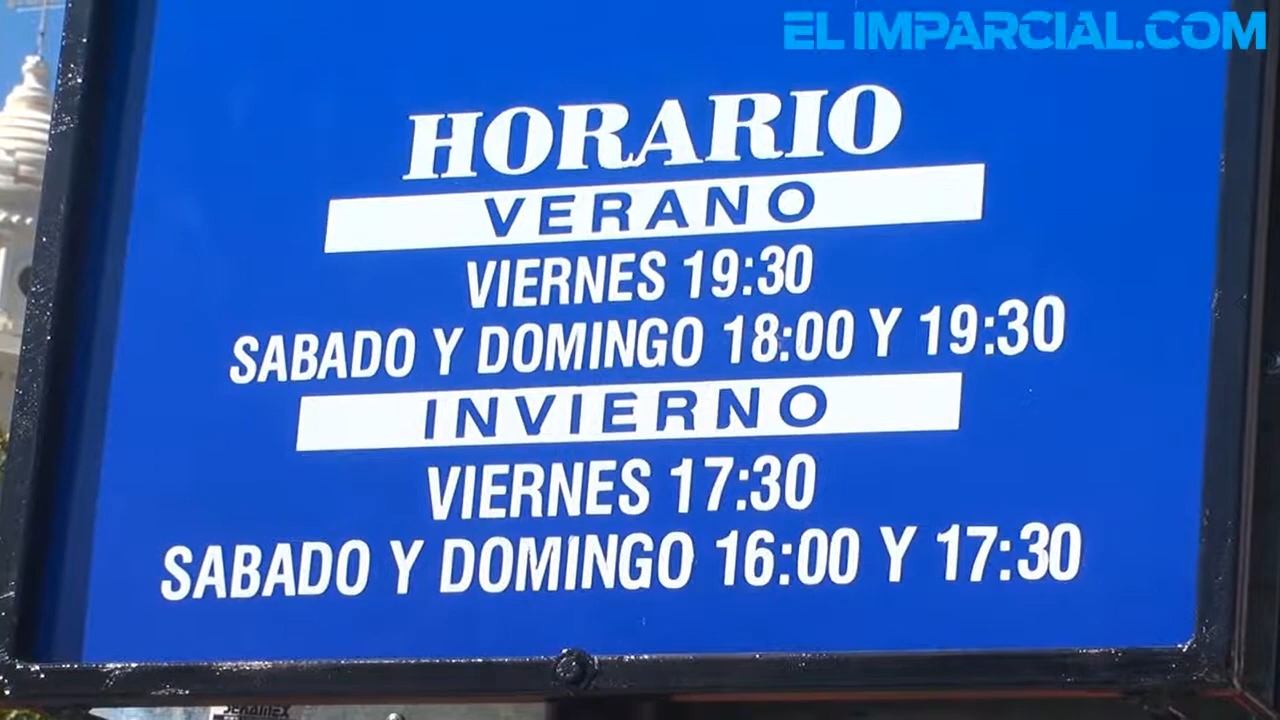 EL IMPARCIAL.COM
HORARIO
VERANO
VIERNES 19:30
SABADO Y DOMINGO 18:00 Y 19:30
INVIERNO
VIERNES 17:30
SABADO Y DOMINGO 16:00 Y 17:30